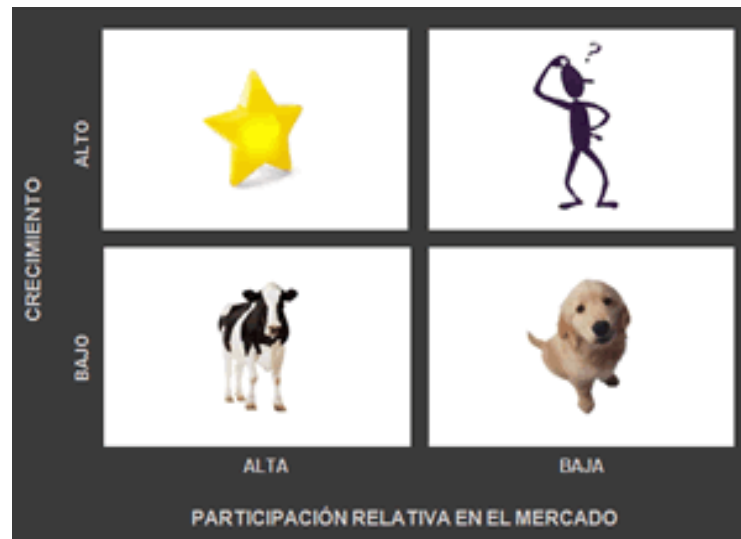 ALTO
?
CRECIMIENTO
BAJO
ALTA
BAJA
PARTICIPACIÓN RELATIVA EN EL MERCADO